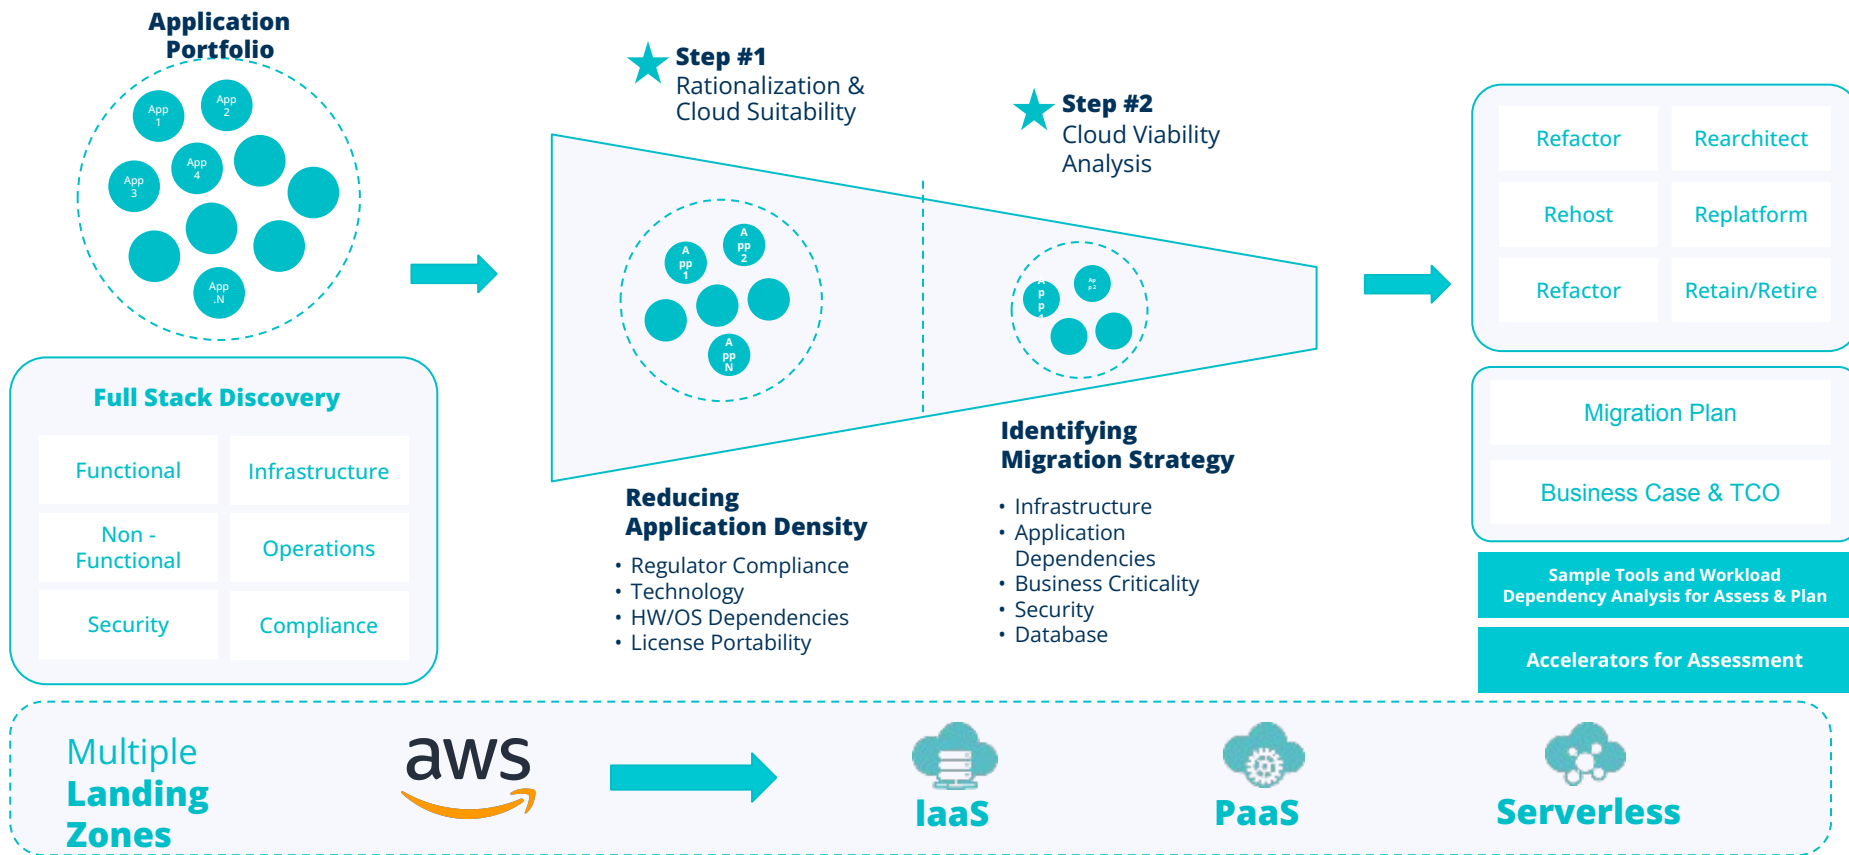 Application
Portfolio
App
1
App
2
App
3
App
4
App
.N
Full Stack Discovery
Functional
Infrastructure
Non -
Functional
Operations
Security
Compliance
Step #1
Rationalization &
Cloud Suitability
Step #2
Cloud Viability
Analysis
A
pp
1
A
pp
2
A
pp
N
Ap
p 2
Reducing
Application Density
• Regulator Compliance
• Technology
• HW/OS Dependencies
• License Portability
Identifying
Migration Strategy
• Infrastructure
• Application
Dependencies
• Business Criticality
• Security
• Database
Refactor
Rearchitect
Rehost
Replatform
Refactor
Retain/Retire
Migration Plan
Business Case & TCO
Sample Tools and Workload
Dependency Analysis for Assess & Plan
Accelerators for Assessment
Multiple
Landing
Zones
aws
IaaS
PaaS
Serverless